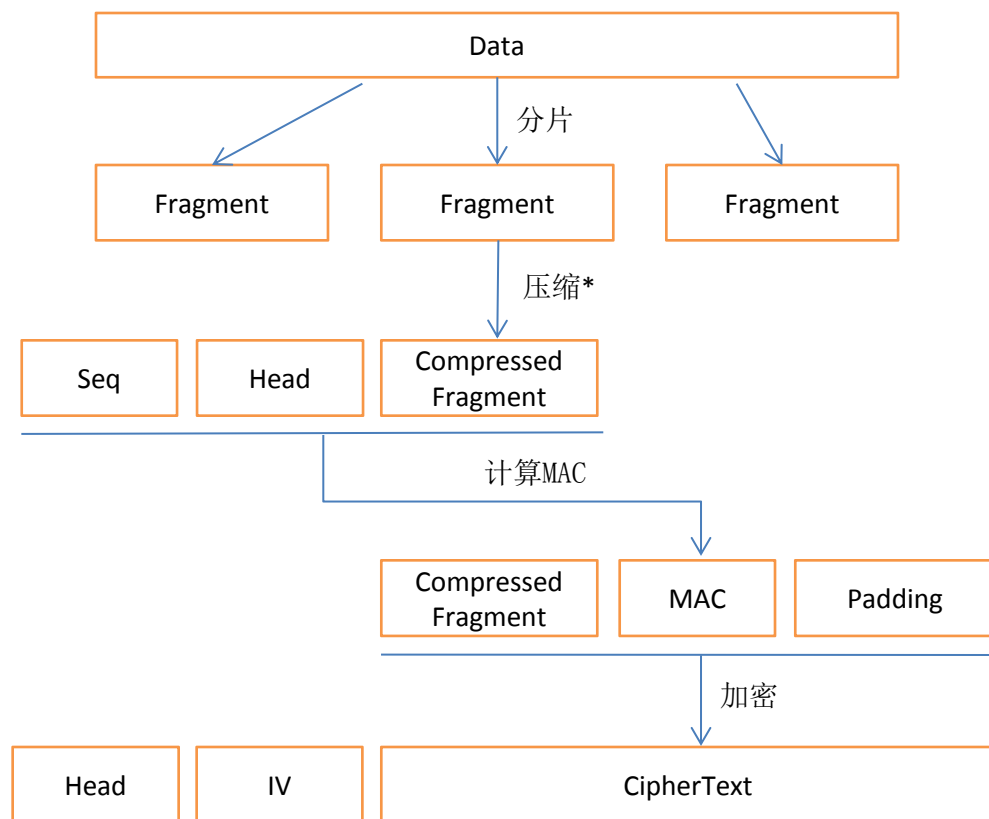 Data
分片
Fragment
Fragment
Fragment
压缩*
Seq
Head
Compressed
Fragment
计算MAC
Compressed
Fragment
MAC
Padding
加密
Head
IV
CipherText